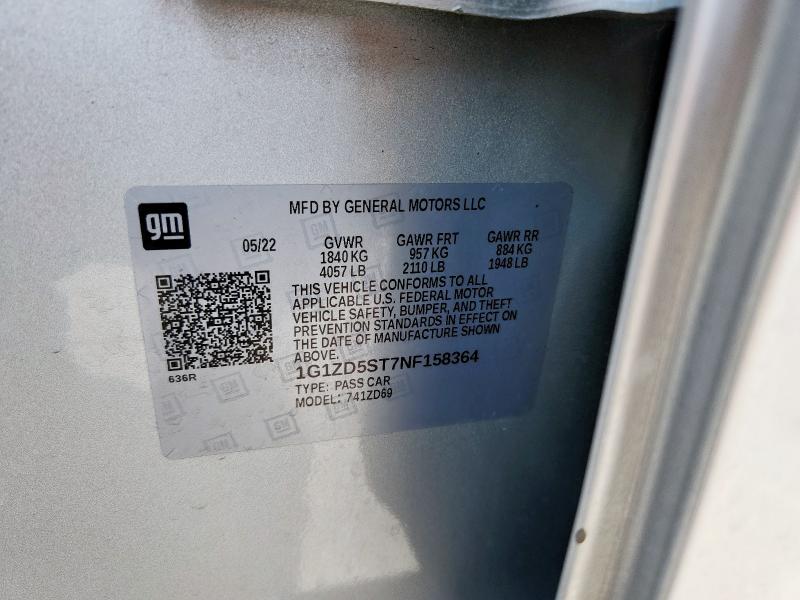 gm
MFD BY GENERAL MOTORS LLC
05/22 GVWR GAWR FRT GAWR RR
1840 KG 957 KG 884 KG
4057 LB 2110 LB 1948 LB
THIS VEHICLE CONFORMS TO ALL
APPLICABLE U.S. FEDERAL MOTOR
VEHICLE SAFETY, BUMPER, AND THEFT
PREVENTION STANDARDS IN EFFECT ON
THE DATE OF MANUFACTURE SHOWN
ABOVE.
636R
1G1ZD5ST7NF158364
TYPE: PASS CAR
MODEL: 741ZD69